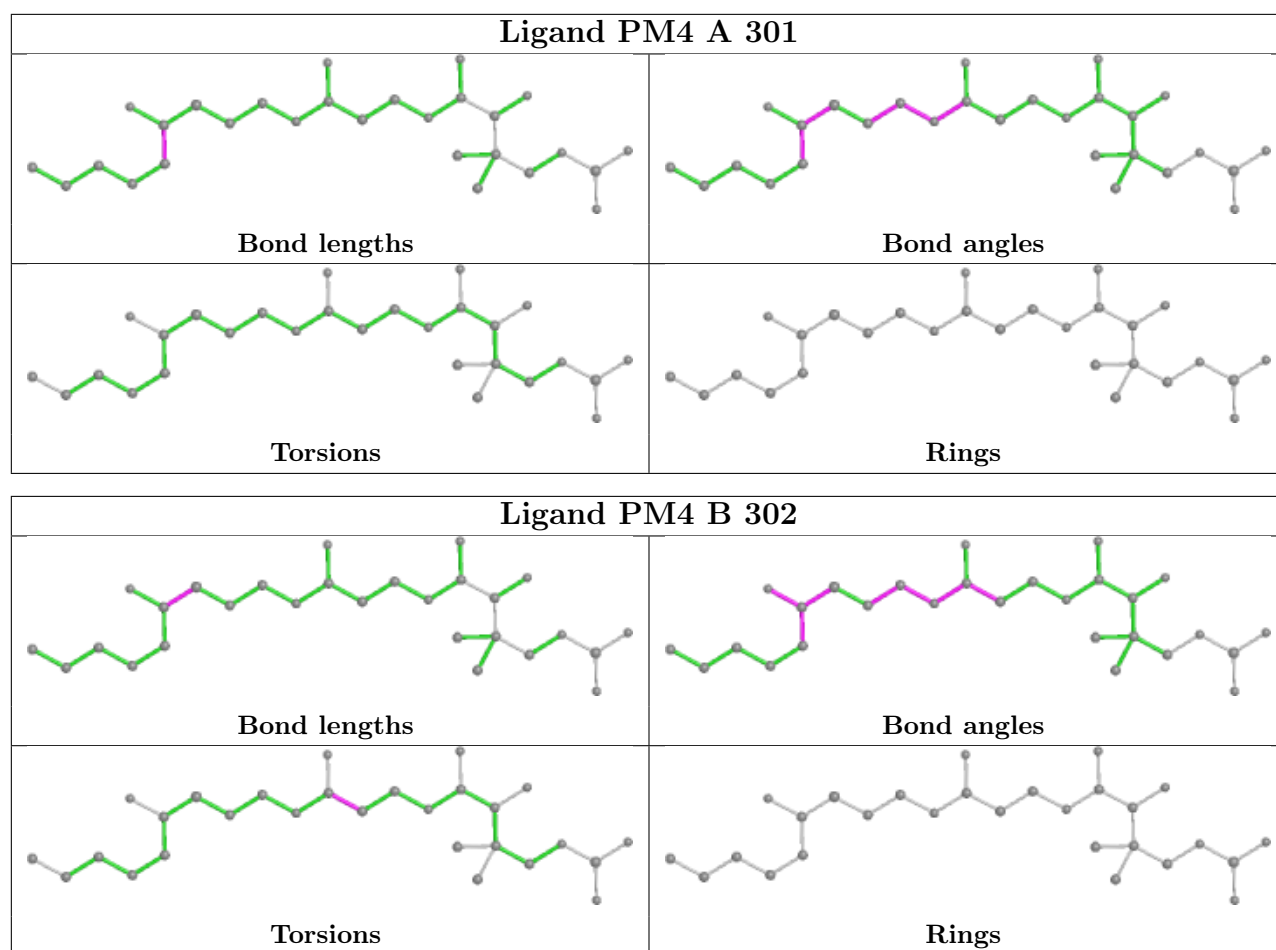 Ligand PM4 A 301
Bond lengths
Bond angles
Torsions
Rings
Ligand PM4 B 302
Bond lengths
Bond angles
Torsions
Rings